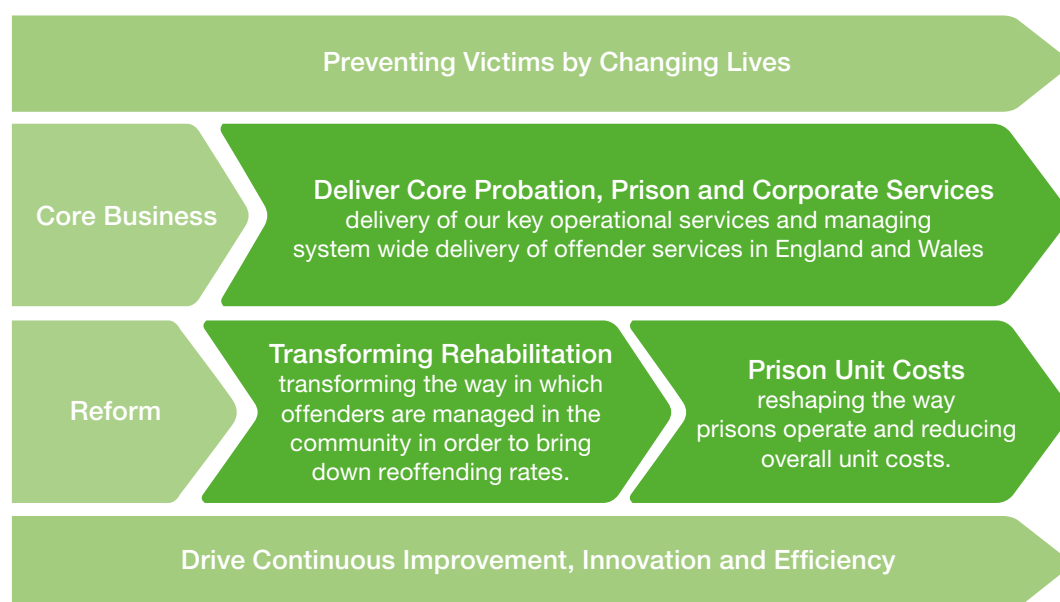 Preventing Victims by Changing Lives
Core Business
Deliver Core Probation, Prison and Corporate Services
delivery of our key operational services and managing
system wide delivery of offender services in England and Wales
Reform
Transforming Rehabilitation
transforming the way in which
offenders are managed in the
community in order to bring
down reoffending rates.
Prison Unit Costs
reshaping the way
prisons operate and reducing
overall unit costs.
Drive Continuous Improvement, Innovation and Efficiency